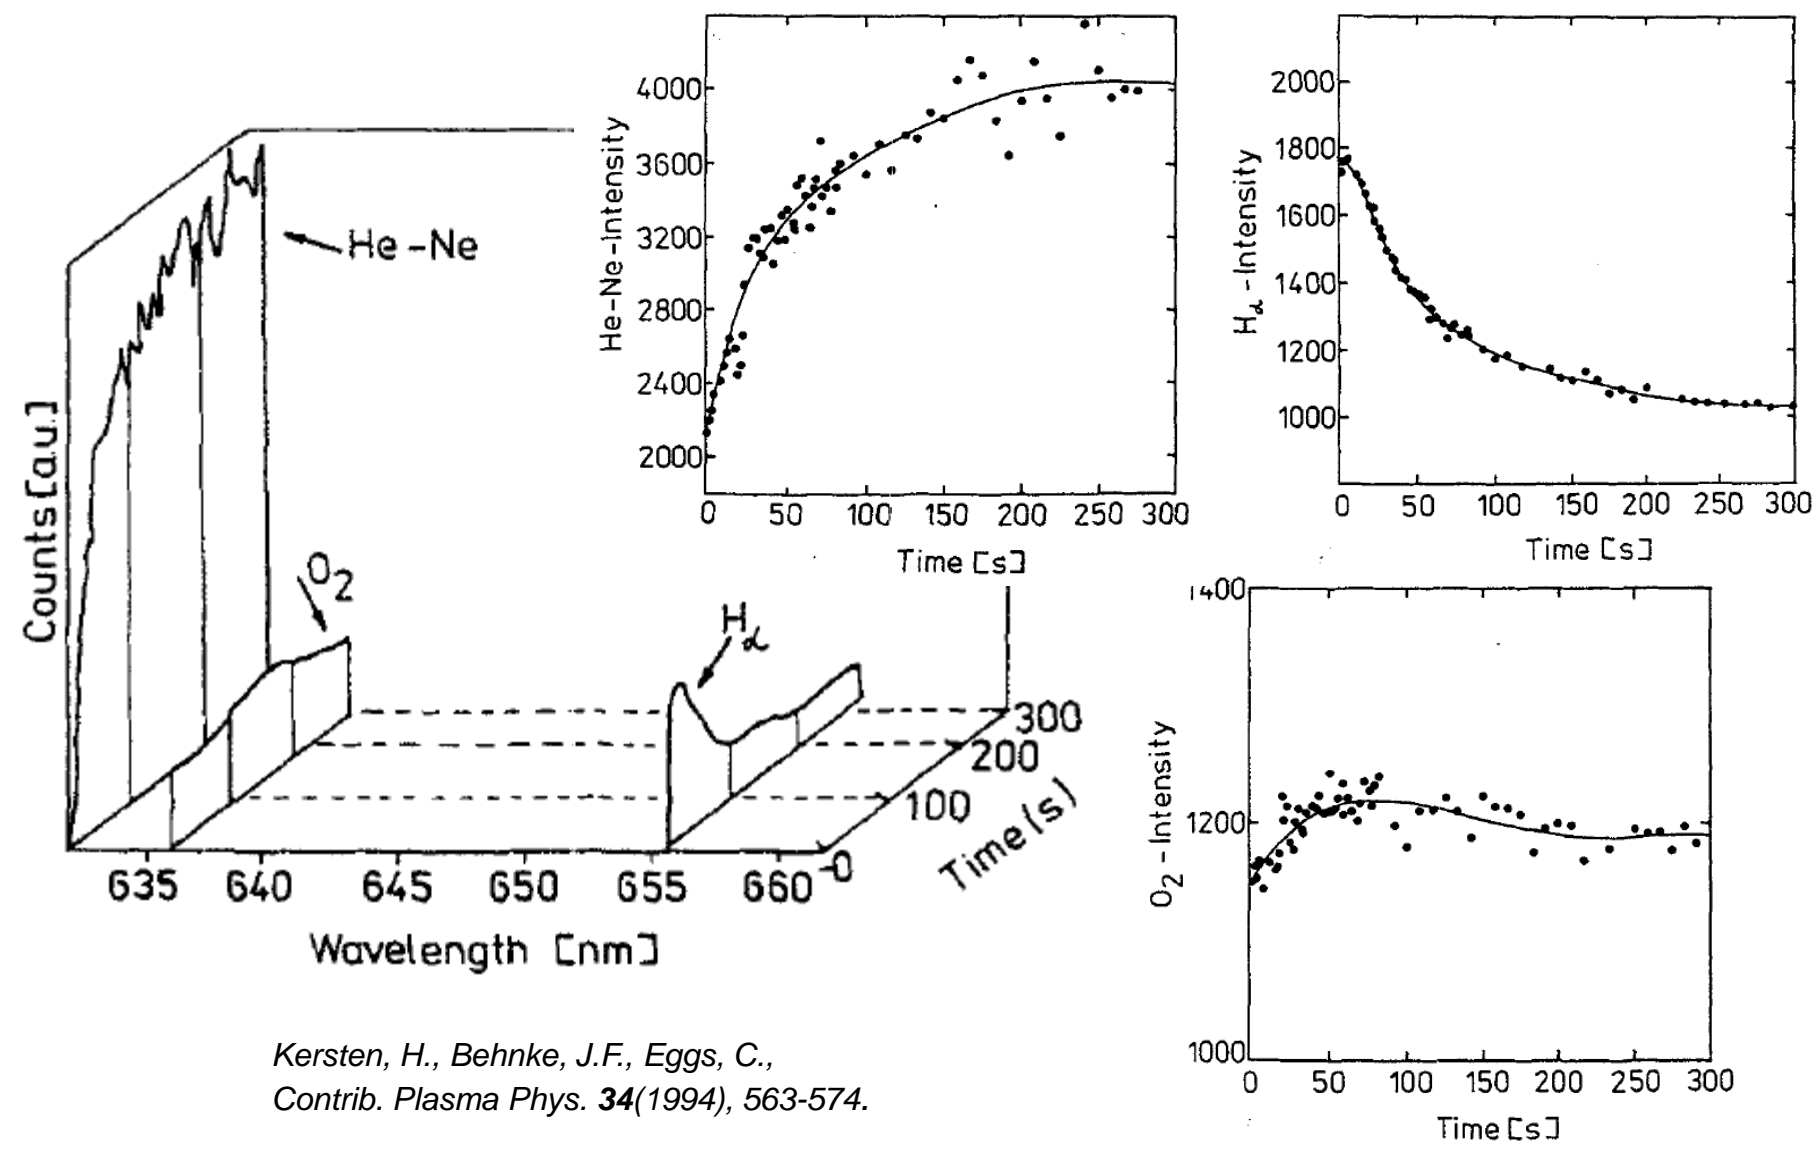 Counts [a.u.]
He-Ne
O2
Hα
635 640 645 650 655 660
Wavelength [nm]
0
100
200
300
Time (s)
He-Ne-Intensity
4000
3600
3200
2800
2400
2000
0 50 100 150 200 250 300
Time [s]
Hα-Intensity
2000
1800
1600
1400
1200
1000
0 50 100 150 200 250 300
Time [s]
O2-Intensity
1400
1200
1000
0 50 100 150 200 250 300
Time [s]
Kersten, H., Behnke, J.F., Eggs, C.,
Contrib. Plasma Phys. 34(1994), 563-574.